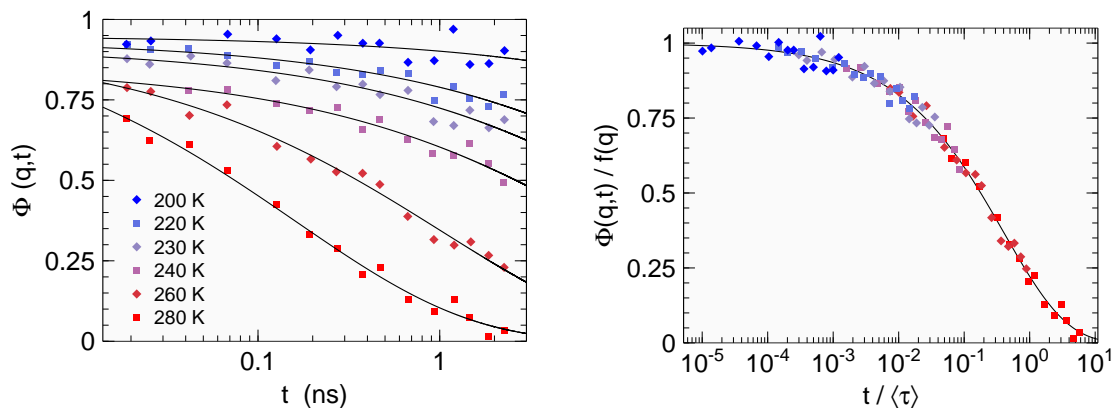 Φ (q,t)
1
0.75
0.5
0.25
0
200 K
220 K
230 K
240 K
260 K
280 K
0.1 1
t (ns)
Φ(q,t) / f(q)
1
0.75
0.5
0.25
0
10⁻⁵ 10⁻⁴ 10⁻³ 10⁻² 10⁻¹ 10⁰ 10¹
t / ⟨τ⟩